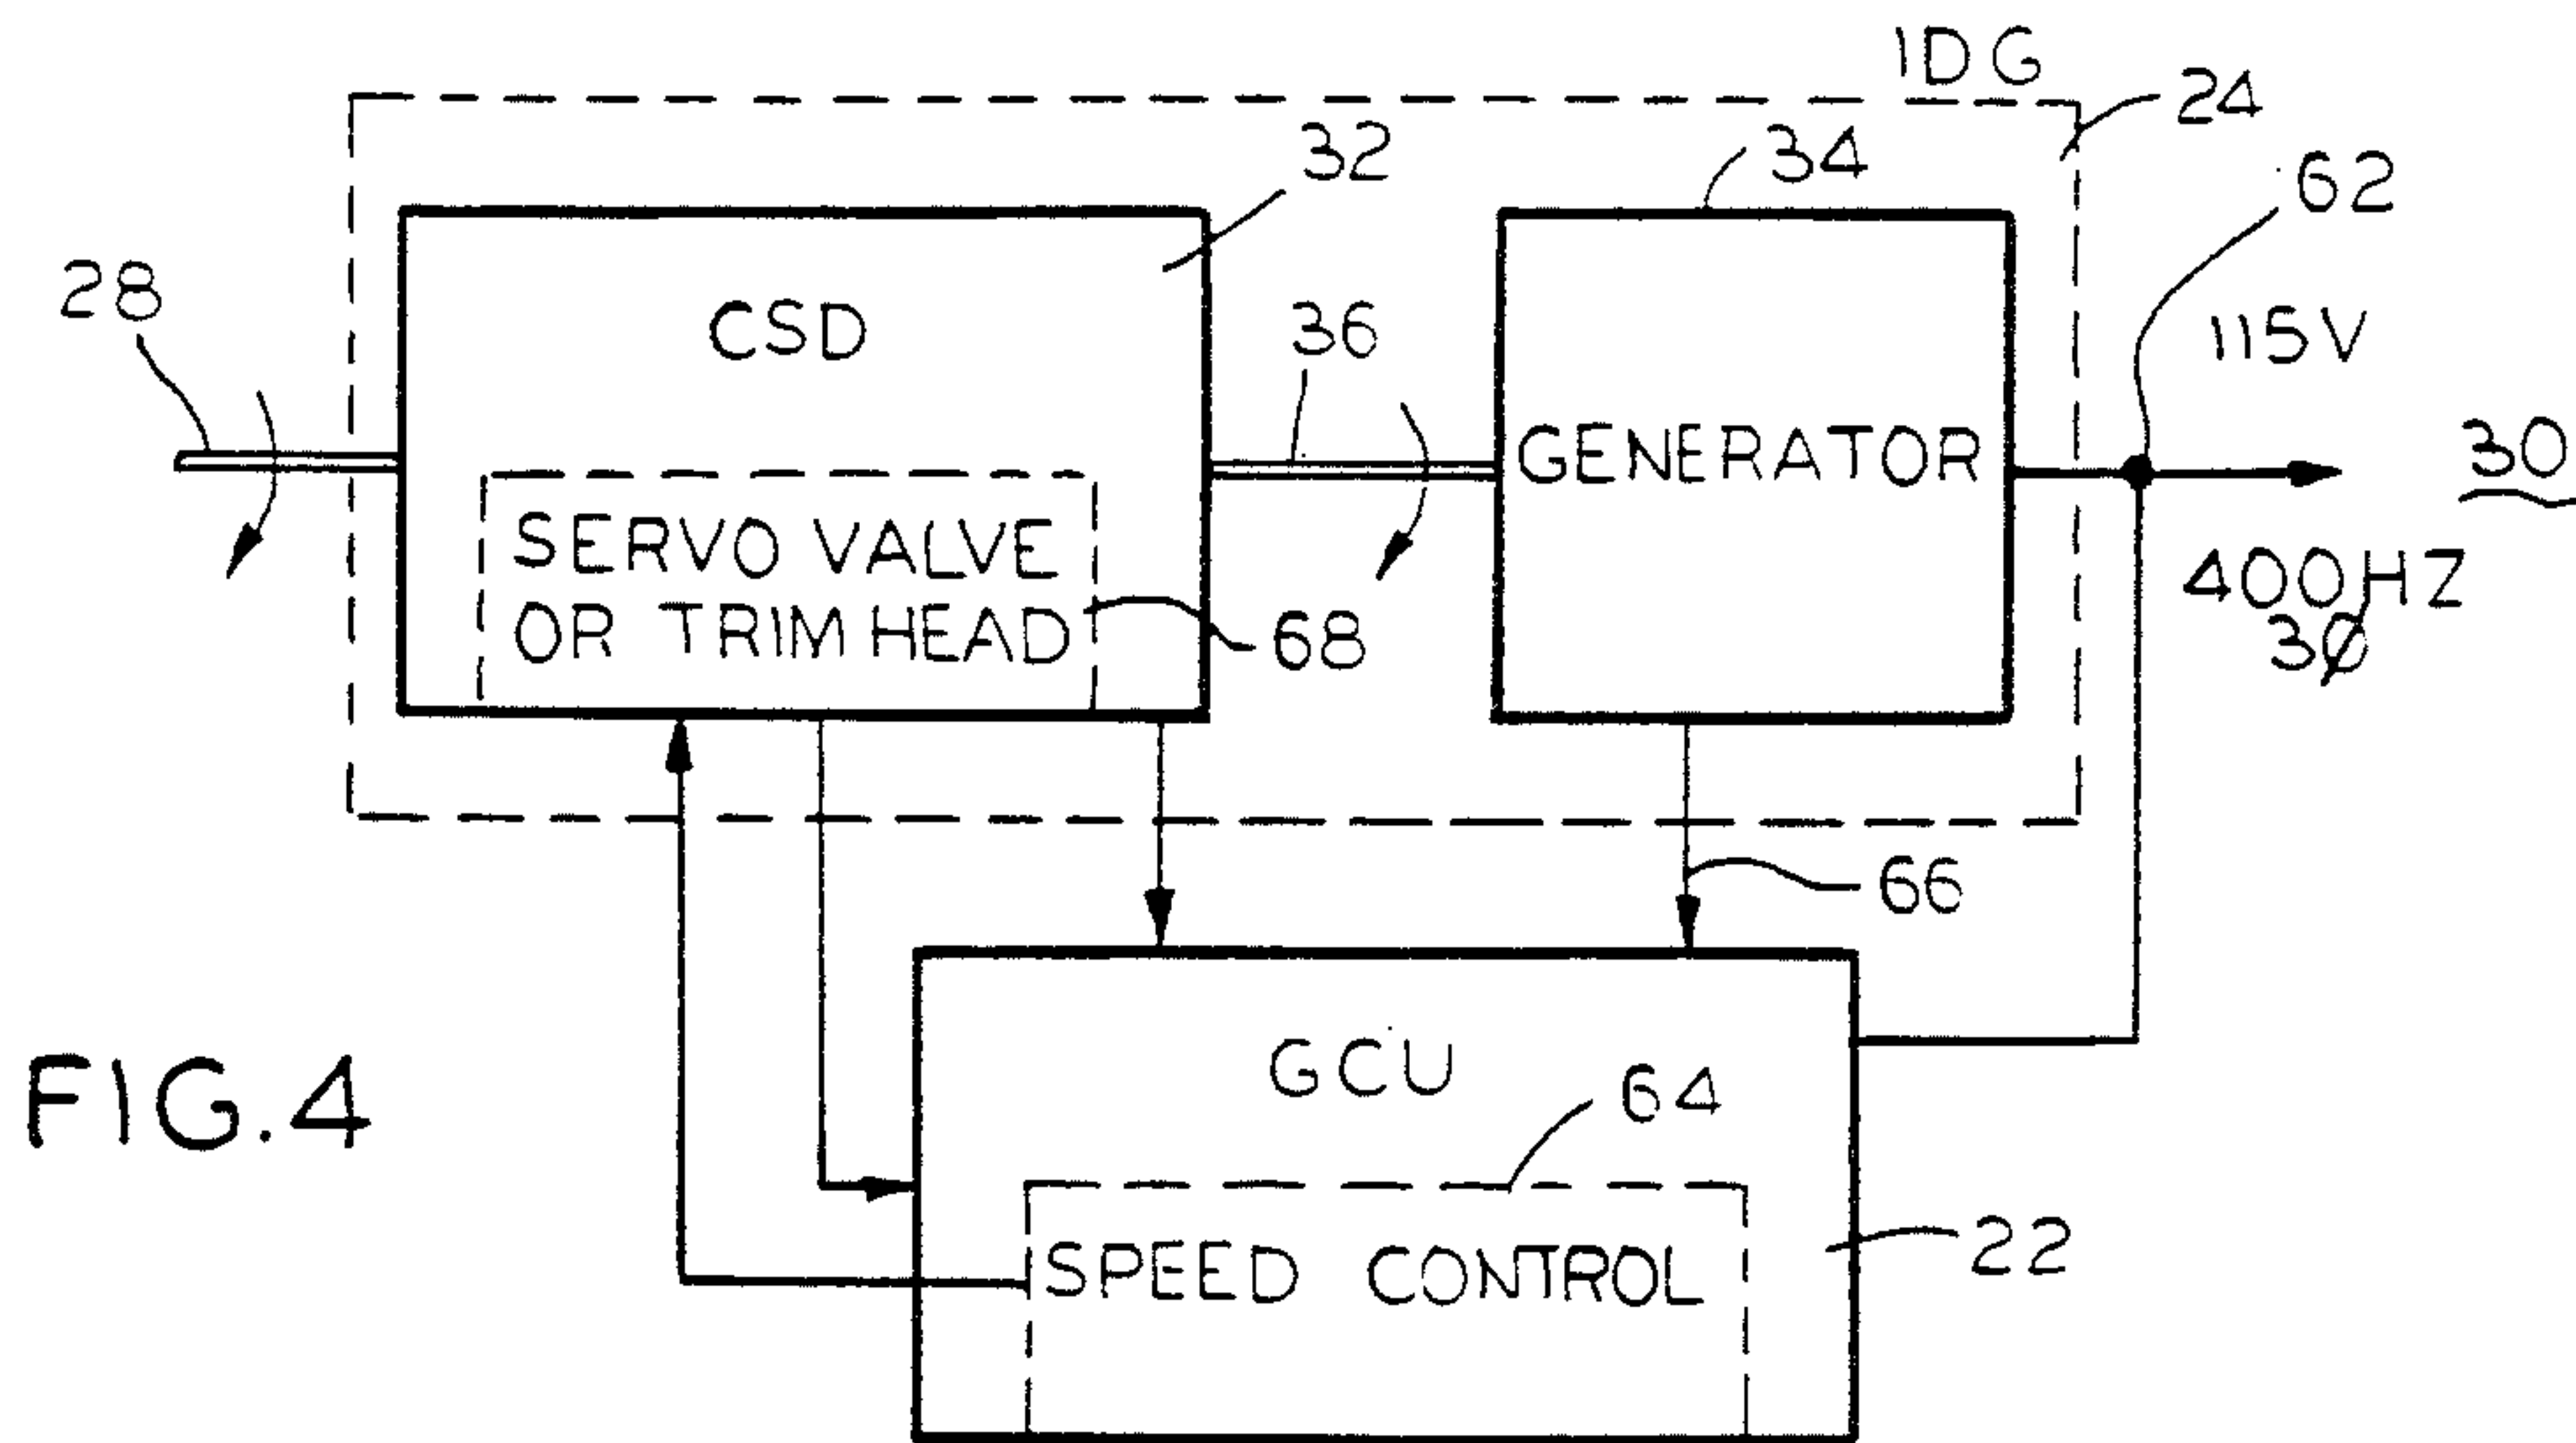 IDG
24
32
34
62
28
CSD
36
115V
GENERATOR
30
SERVO VALVE
OR TRIM HEAD
68
400HZ
3Ø
66
GCU
FIG.4
64
SPEED CONTROL
22